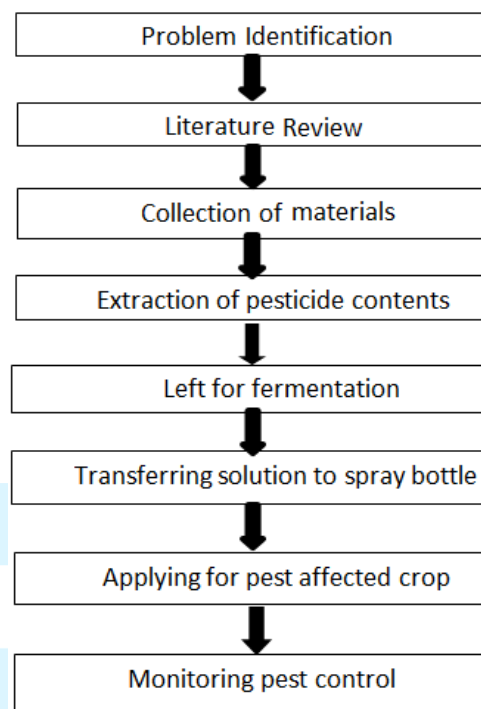 Problem Identification
Literature Review
Collection of materials
Extraction of pesticide contents
Left for fermentation
Transferring solution to spray bottle
Applying for pest affected crop
Monitoring pest control